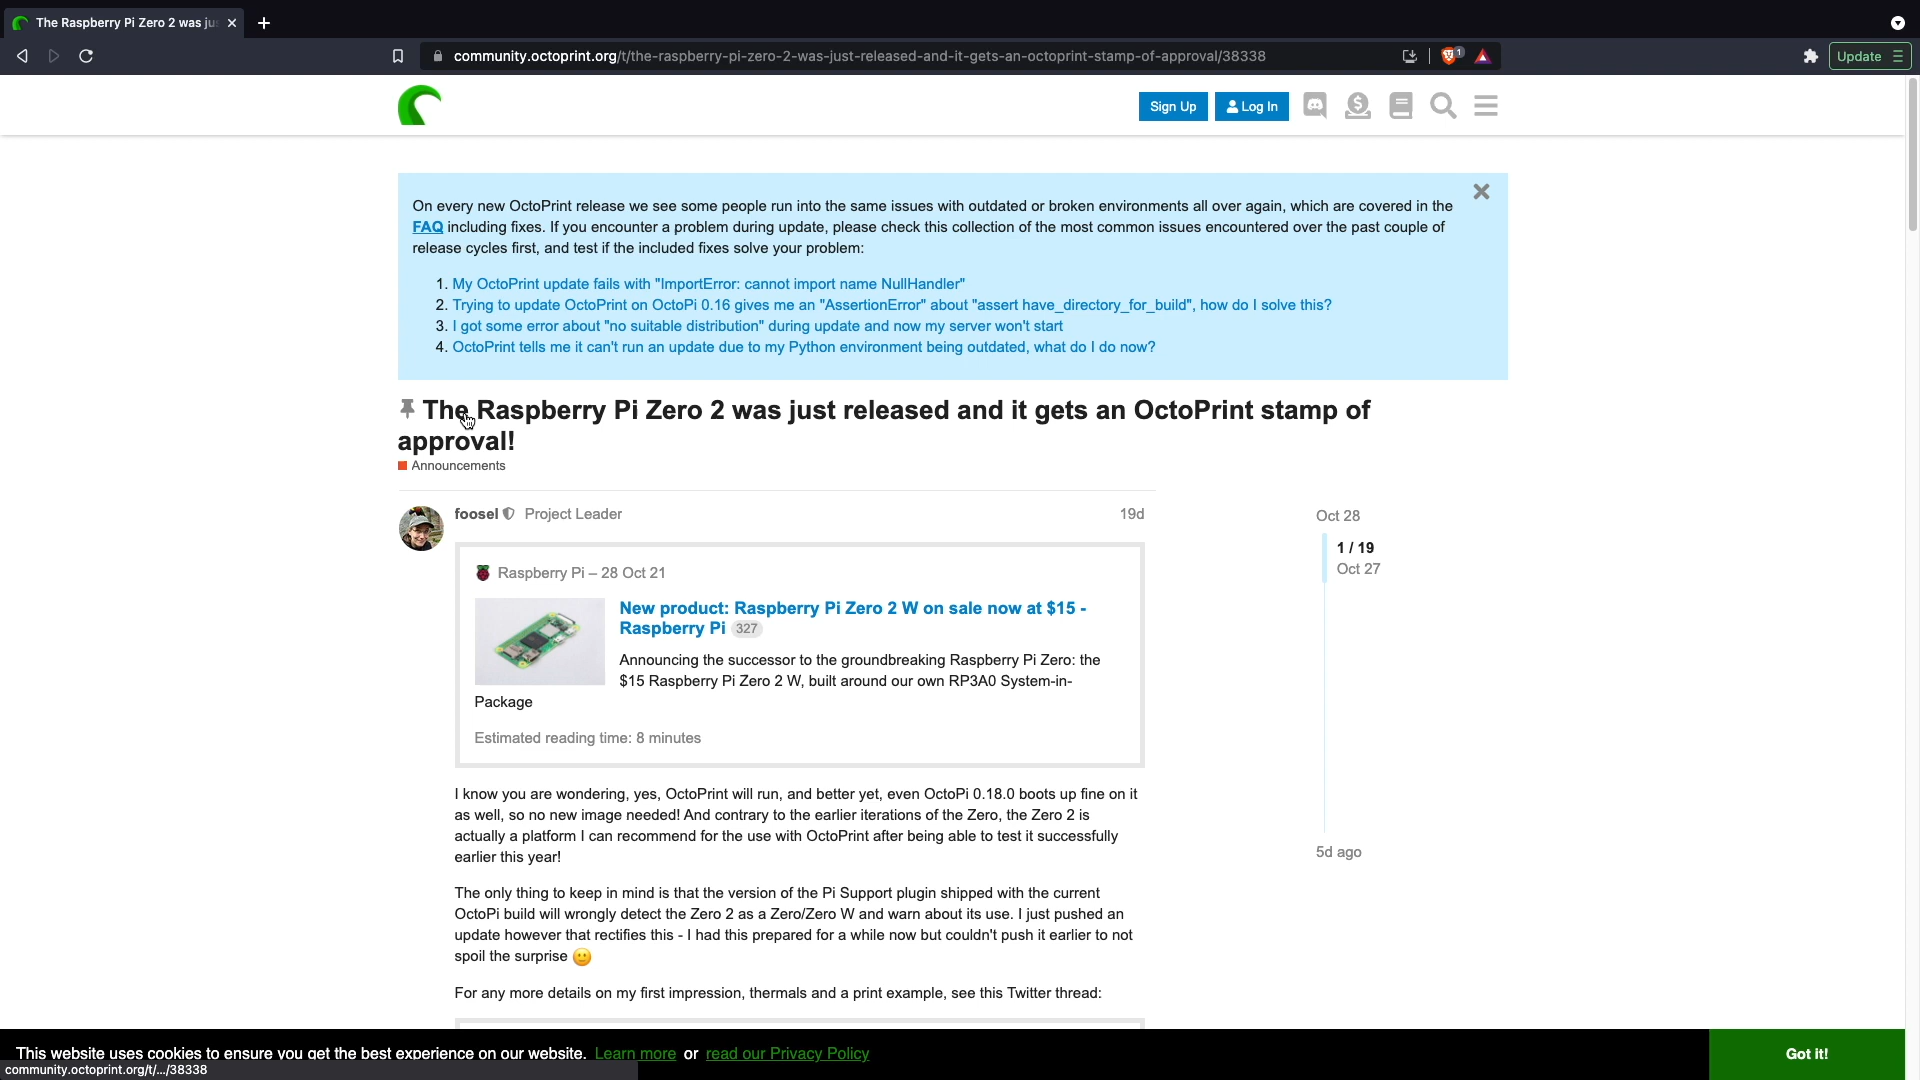 The Raspberry Pi Zero 2 was jus
community.octoprint.org/t/the-raspberry-pi-zero-2-was-just-released-and-it-gets-an-octoprint-stamp-of-approval/38338
1
Update
Sign Up
Log In
On every new OctoPrint release we see some people run into the same issues with outdated or broken environments all over again, which are covered in the
FAQ including fixes. If you encounter a problem during update, please check this collection of the most common issues encountered over the past couple of
release cycles first, and test if the included fixes solve your problem:
1. My OctoPrint update fails with "ImportError: cannot import name NullHandler"
2. Trying to update OctoPrint on OctoPi 0.16 gives me an "AssertionError" about "assert have_directory_for_build", how do I solve this?
3. I got some error about "no suitable distribution" during update and now my server won't start
4. OctoPrint tells me it can't run an update due to my Python environment being outdated, what do I do now?
The Raspberry Pi Zero 2 was just released and it gets an OctoPrint stamp of
approval!
Announcements
foosel Project Leader
19d
Raspberry Pi – 28 Oct 21
New product: Raspberry Pi Zero 2 W on sale now at $15 -
Raspberry Pi 327
Announcing the successor to the groundbreaking Raspberry Pi Zero: the
$15 Raspberry Pi Zero 2 W, built around our own RP3A0 System-in-
Package
Estimated reading time: 8 minutes
Oct 28
1 / 19
Oct 27
5d ago
I know you are wondering, yes, OctoPrint will run, and better yet, even OctoPi 0.18.0 boots up fine on it
as well, so no new image needed! And contrary to the earlier iterations of the Zero, the Zero 2 is
actually a platform I can recommend for the use with OctoPrint after being able to test it successfully
earlier this year!
The only thing to keep in mind is that the version of the Pi Support plugin shipped with the current
OctoPi build will wrongly detect the Zero 2 as a Zero/Zero W and warn about its use. I just pushed an
update however that rectifies this - I had this prepared for a while now but couldn't push it earlier to not
spoil the surprise 🙂
For any more details on my first impression, thermals and a print example, see this Twitter thread:
This website uses cookies to ensure you get the best experience on our website. Learn more or read our Privacy Policy
Got it!
community.octoprint.org/t/.../38338